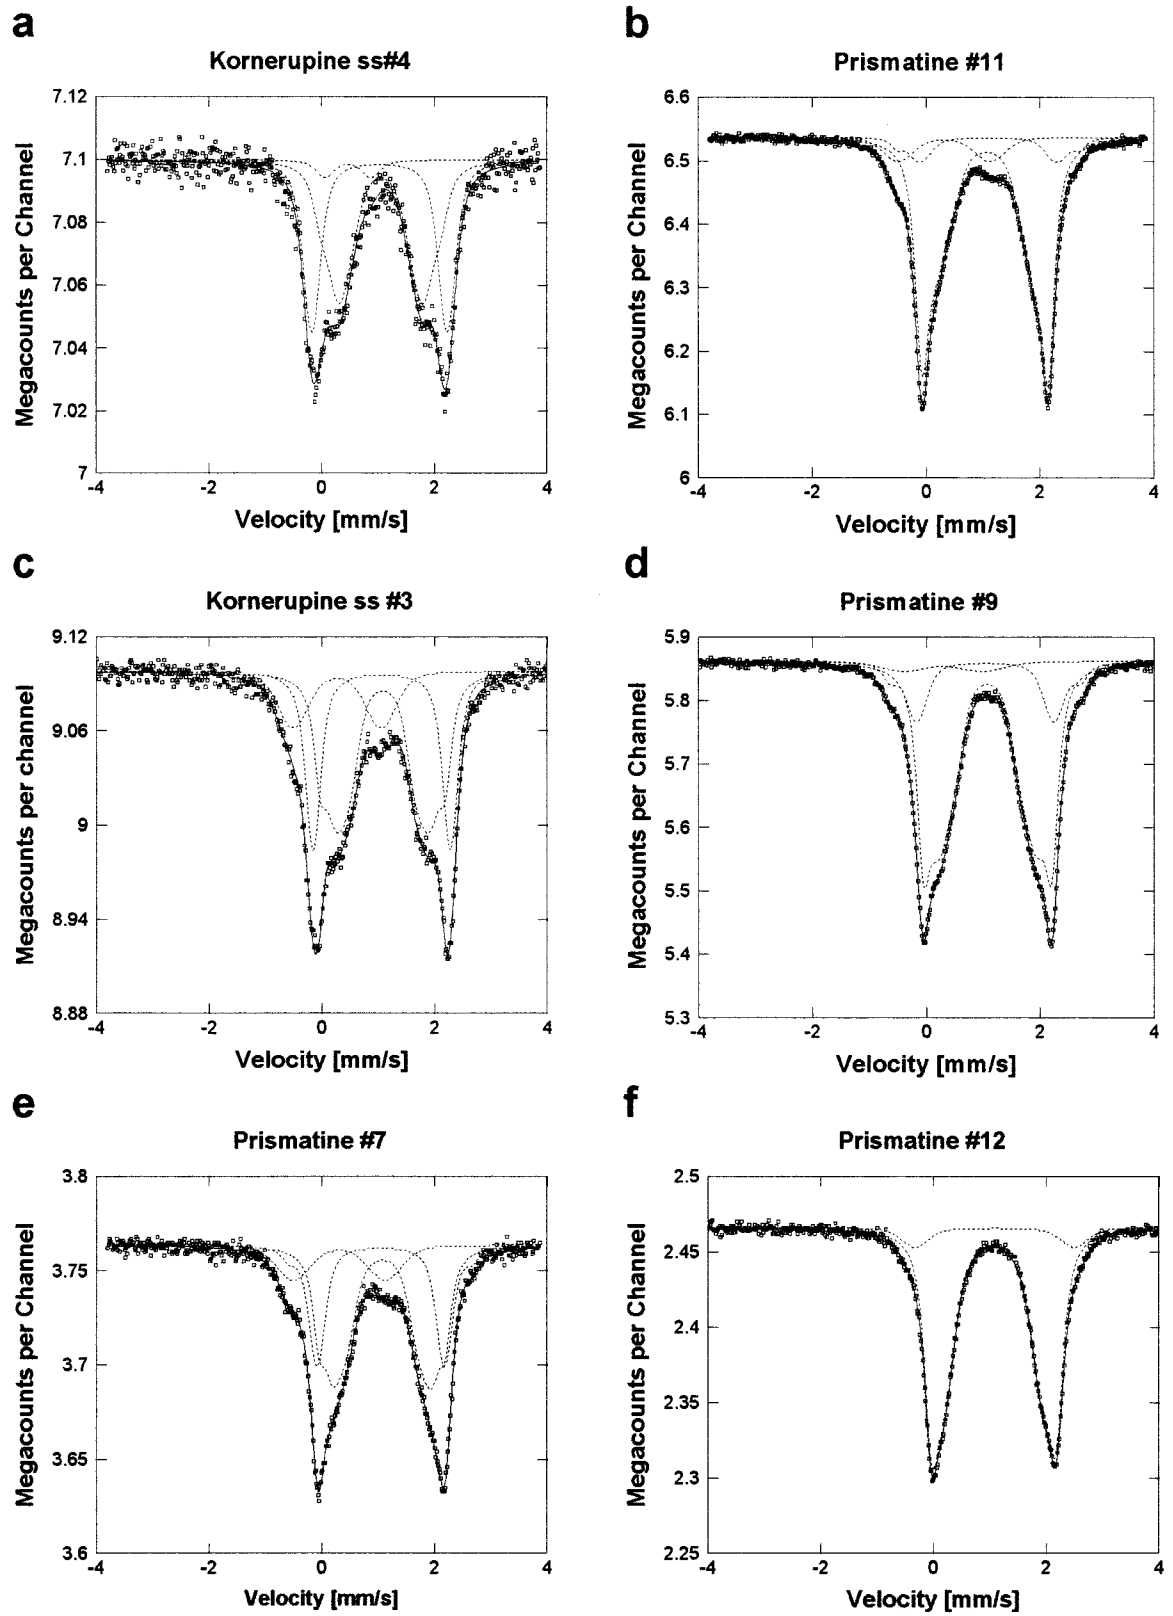 a
Kornerupine ss#4
7.12
7.1
7.08
7.06
7.04
7.02
7
-4 -2 0 2 4
Megacounts per Channel
Velocity [mm/s]
b
Prismatine #11
6.6
6.5
6.4
6.3
6.2
6.1
6
-4 -2 0 2 4
Megacounts per Channel
Velocity [mm/s]
c
Kornerupine ss #3
9.12
9.06
9
8.94
8.88
-4 -2 0 2 4
Megacounts per channel
Velocity [mm/s]
d
Prismatine #9
5.9
5.8
5.7
5.6
5.5
5.4
5.3
-4 -2 0 2 4
Megacounts per Channel
Velocity [mm/s]
e
Prismatine #7
3.8
3.75
3.7
3.65
3.6
-4 -2 0 2 4
Megacounts per Channel
Velocity [mm/s]
f
Prismatine #12
2.5
2.45
2.4
2.35
2.3
2.25
-4 -2 0 2 4
Megacounts per Channel
Velocity [mm/s]